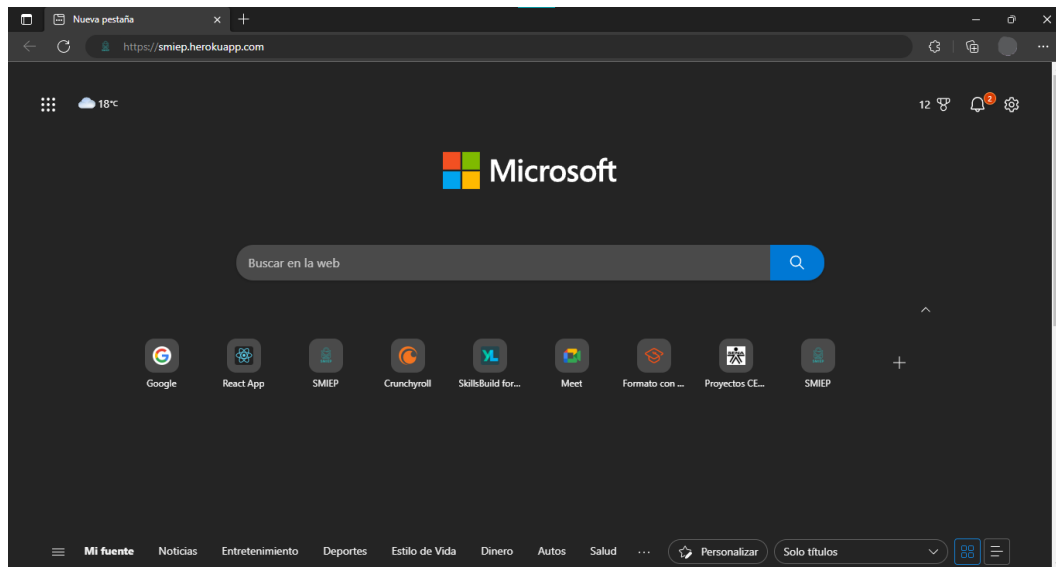 Nueva pestaña
https://smiep.herokuapp.com
18°C
12
2
Microsoft
Buscar en la web
Google
React App
SMIEP
Crunchyroll
SkillsBuild for...
Meet
Formato con ...
Proyectos CE...
SMIEP
Mi fuente Noticias Entretenimiento Deportes Estilo de Vida Dinero Autos Salud ... Personalizar Solo títulos